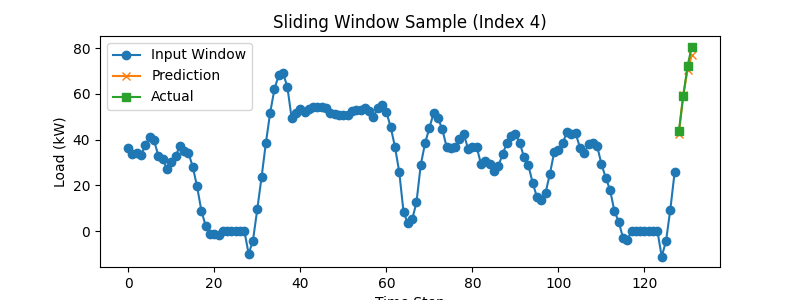 Sliding Window Sample (Index 4)
Input Window
Prediction
Actual
Load (kW)
80
60
40
20
0
0 20 40 60 80 100 120
Time Step